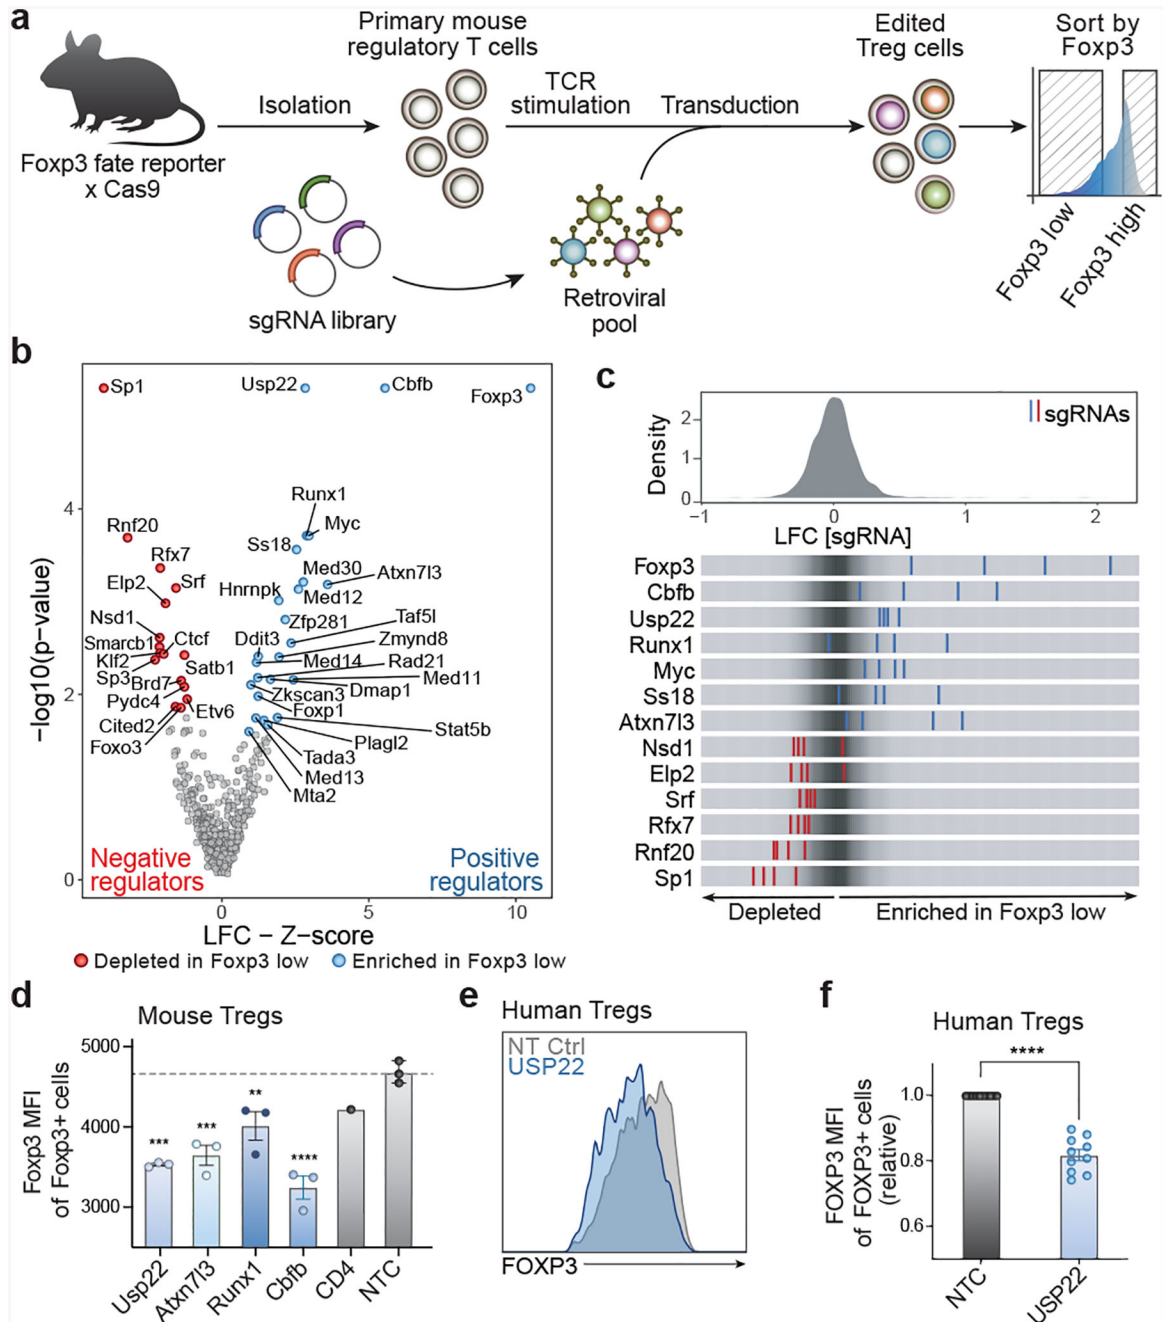 a
Primary mouse
regulatory T cells
Edited
Treg cells
Sort by
Foxp3
Isolation
TCR
stimulation
Transduction
Foxp3 fate reporter
x Cas9
sgRNA library
Retroviral
pool
Foxp3 low
Foxp3 high
b
Sp1
Usp22
Cbfb
Foxp3
Runx1
Myc
Rnf20
Ss18
Rfx7
Med30
Atxn7l3
Elp2
Srf
Hnrnpk
Med12
Nsd1
Zfp281
Taf5l
Smarcb1
Ctcf
Ddit3
Zmynd8
Klf2
Med14
Rad21
Sp3
Satb1
Med11
Brd7
Zkscan3
Dmap1
Pydc4
Foxp1
Cited2
Etv6
Stat5b
Foxo3
Plagl2
Tada3
Med13
Mta2
4
2
0
−log10(p−value)
Negative
regulators
Positive
regulators
0
5
10
LFC − Z−score
Depleted in Foxp3 low
Enriched in Foxp3 low
c
sgRNAs
Density
2
1
0
−1
0
1
2
LFC [sgRNA]
Foxp3
Cbfb
Usp22
Runx1
Myc
Ss18
Atxn7l3
Nsd1
Elp2
Srf
Rfx7
Rnf20
Sp1
Depleted
Enriched in Foxp3 low
d
Mouse Tregs
Foxp3 MFI
of Foxp3+ cells
5000
4000
3000
***
***
**
****
Usp22
Atxn7l3
Runx1
Cbfb
CD4
NTC
e
Human Tregs
NT Ctrl
USP22
FOXP3
f
Human Tregs
****
FOXP3 MFI
of FOXP3+ cells
(relative)
1.0
0.8
0.6
NTC
USP22